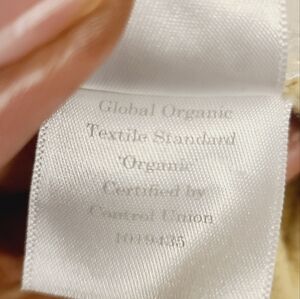 Global Organic
Textile Standard
'Organic'
Certified by
Control Union
1019435